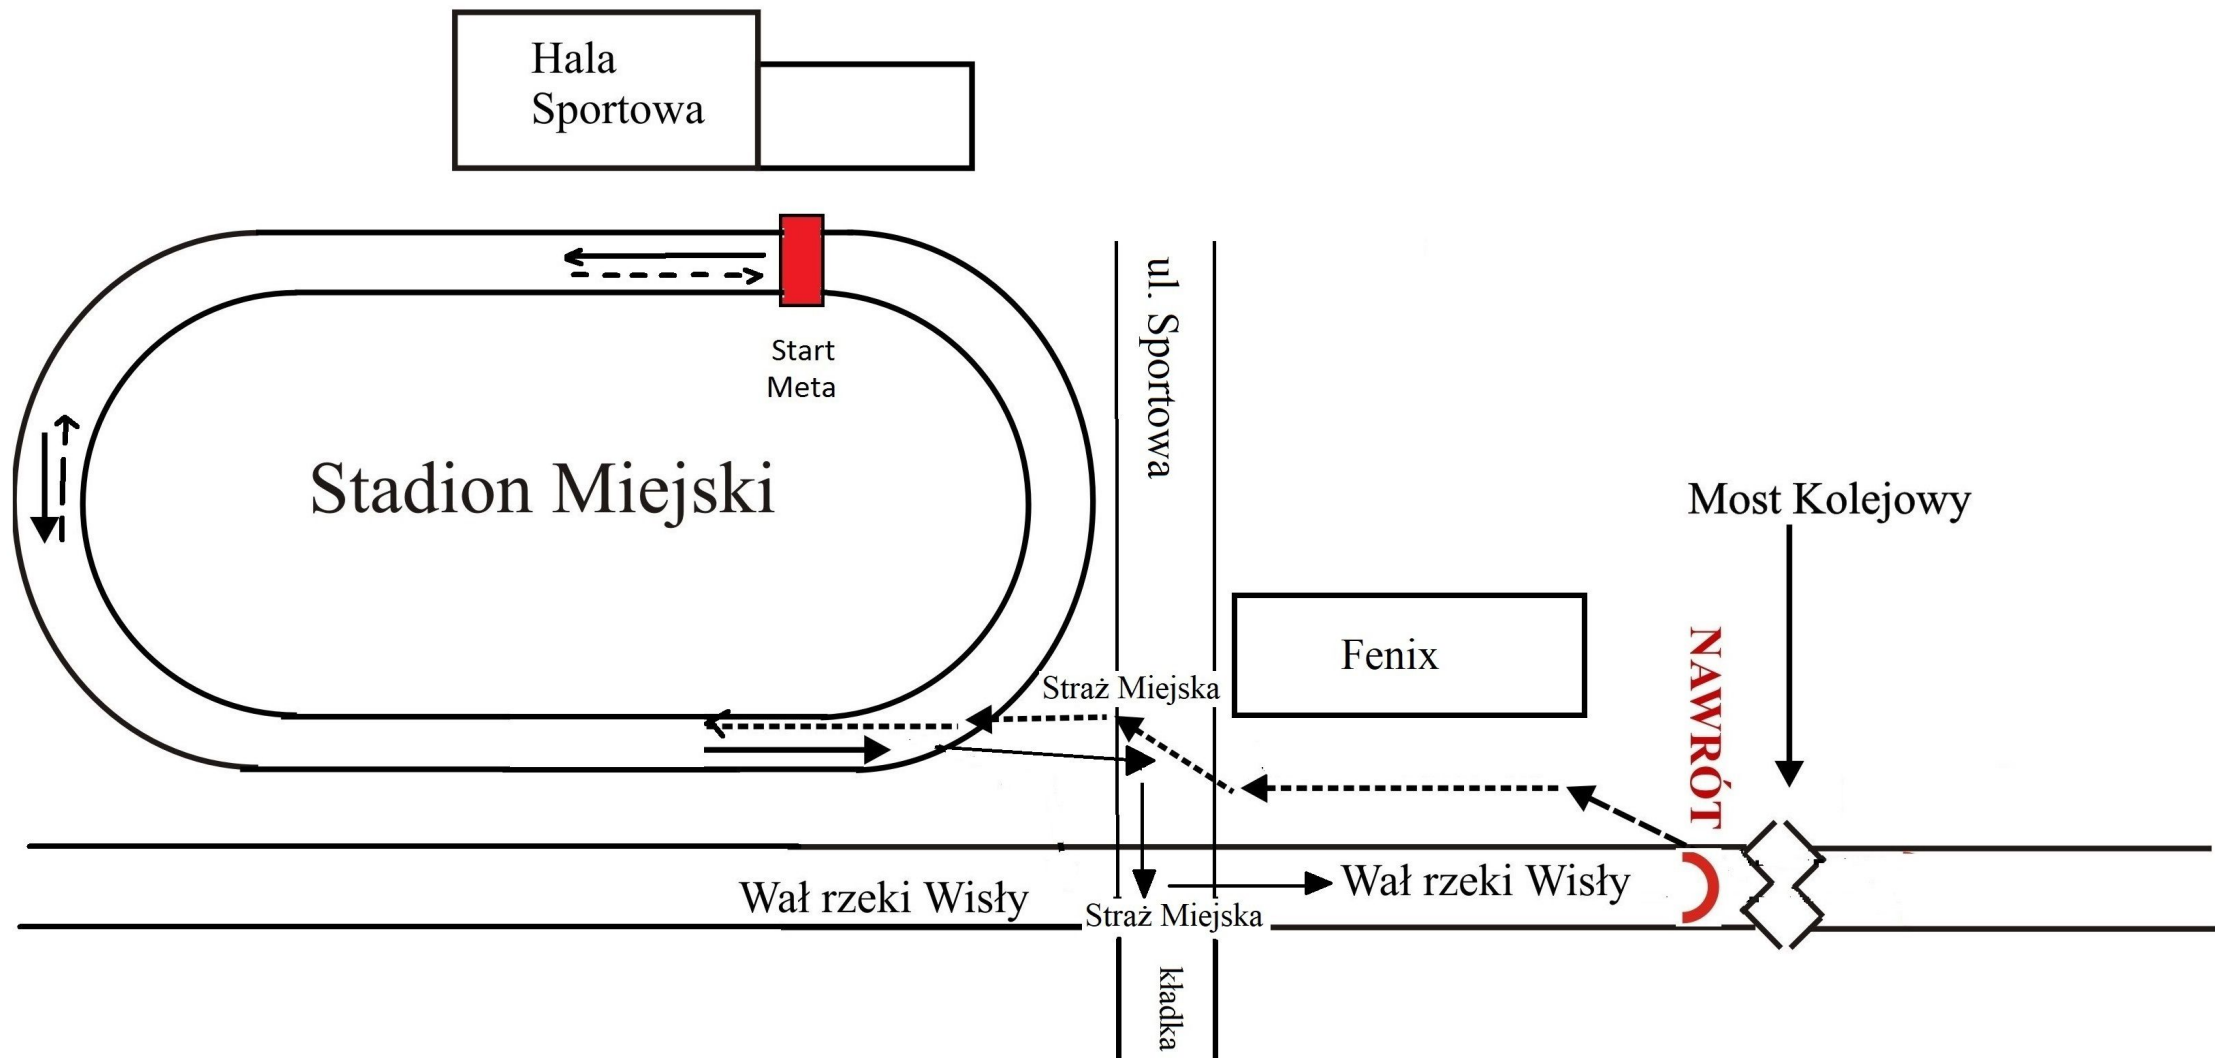 Hala
Sportowa
Start
Meta
ul. Sportowa
Stadion Miejski
Most Kolejowy
Fenix
NAWRÓT
Straż Miejska
Wał rzeki Wisły
Wał rzeki Wisły
Straż Miejska
kładka